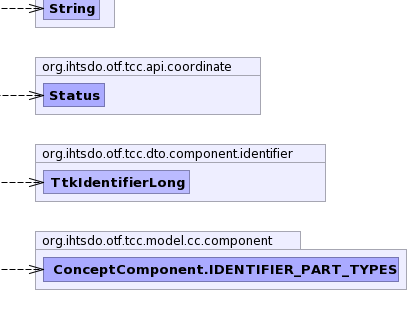 String
org.ihtsdo.otf.tcc.api.coordinate
Status
org.ihtsdo.otf.tcc.dto.component.identifier
TtkIdentifierLong
org.ihtsdo.otf.tcc.model.cc.component
ConceptComponent.IDENTIFIER_PART_TYPES